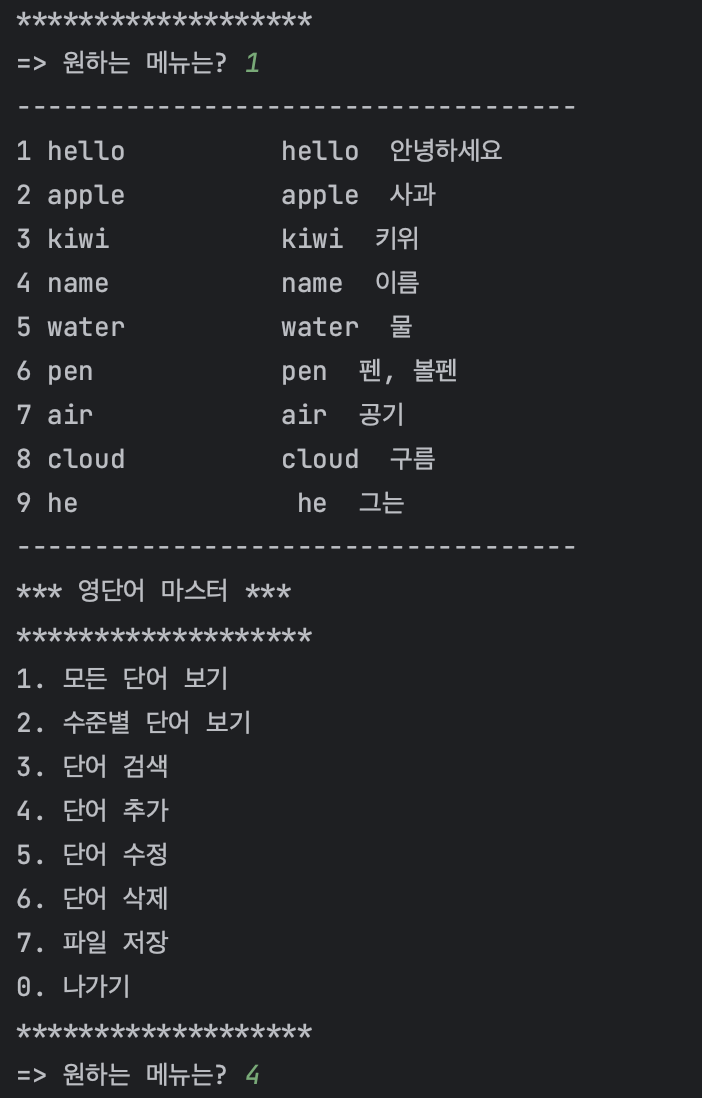 *******************
=> 원하는 메뉴는? 1
------------------------------------
1 hello          hello  안녕하세요
2 apple          apple  사과
3 kiwi           kiwi  키위
4 name           name  이름
5 water          water  물
6 pen            pen  펜, 볼펜
7 air            air  공기
8 cloud          cloud  구름
9 he              he  그는
------------------------------------
*** 영단어 마스터 ***
*******************
1. 모든 단어 보기
2. 수준별 단어 보기
3. 단어 검색
4. 단어 추가
5. 단어 수정
6. 단어 삭제
7. 파일 저장
0. 나가기
*******************
=> 원하는 메뉴는? 4